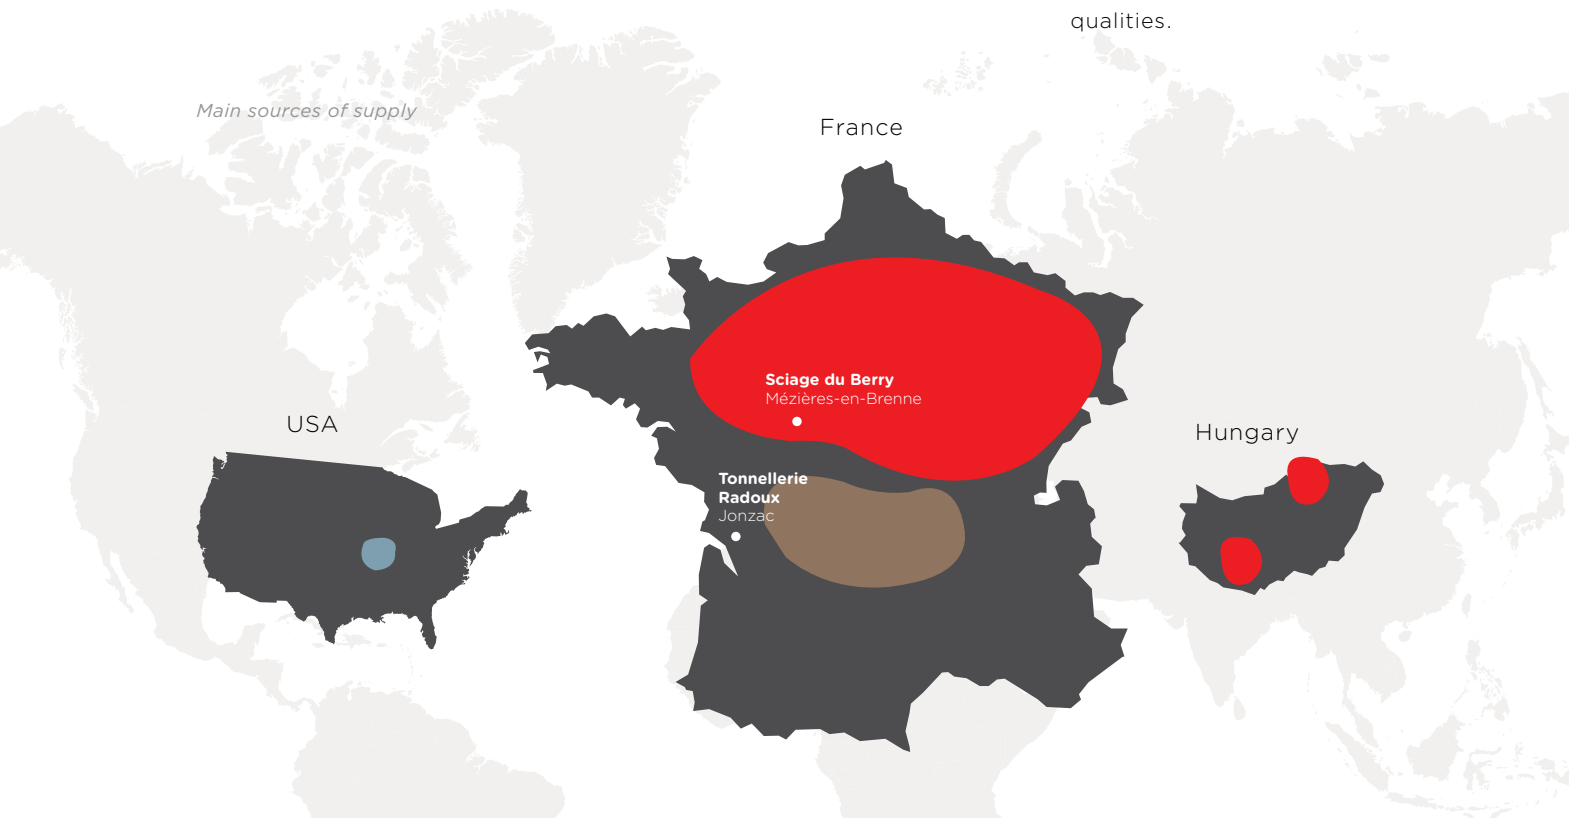 qualities.
Main sources of supply
France
Sciage du Berry
Mézières-en-Brenne
USA
Hungary
Tonnellerie
Radoux
Jonzac